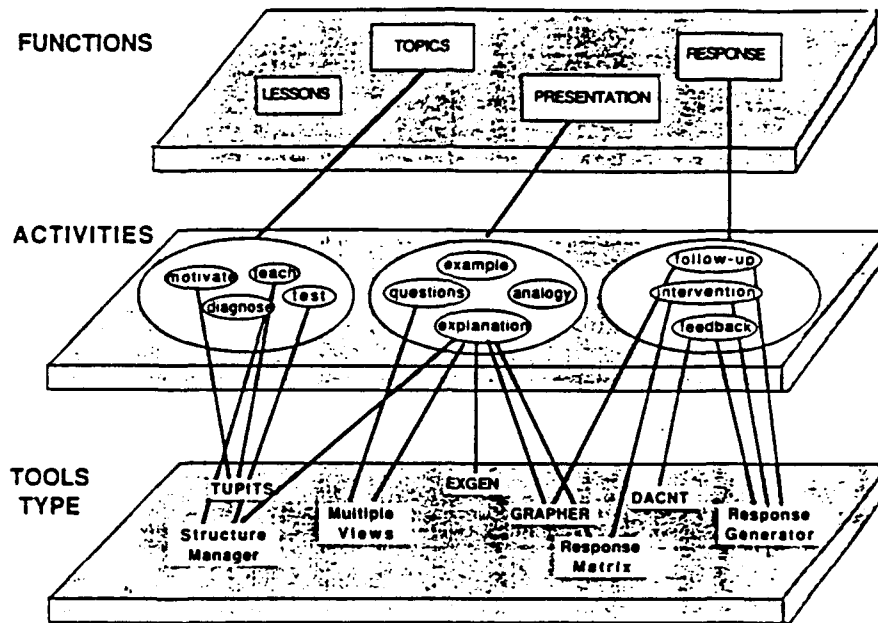 FUNCTIONS
TOPICS
RESPONSE
LESSONS
PRESENTATION
ACTIVITIES
motivate
teach
diagnose
test
example
questions
analogy
explanation
follow-up
intervention
feedback
TOOLS
TYPE
TUPITS
Structure
Manager
Multiple
Views
EXGEN
GRAPHER
Response
Matrix
DACNT
Response
Generator